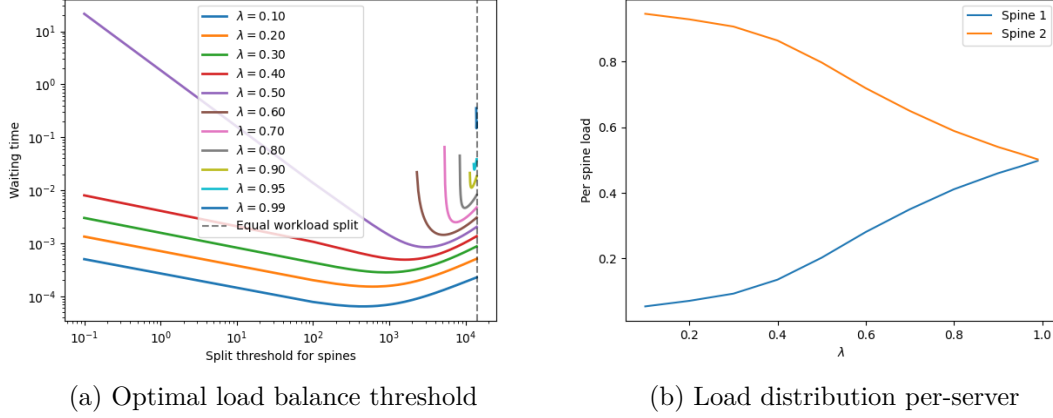 10¹
10⁰
10⁻¹
10⁻²
10⁻³
10⁻⁴
Waiting time
λ = 0.10
λ = 0.20
λ = 0.30
λ = 0.40
λ = 0.50
λ = 0.60
λ = 0.70
λ = 0.80
λ = 0.90
λ = 0.95
λ = 0.99
Equal workload split
10⁻¹ 10⁰ 10¹ 10² 10³ 10⁴
Split threshold for spines
(a) Optimal load balance threshold
Spine 1
Spine 2
0.8
0.6
0.4
0.2
Per spine load
0.2 0.4 0.6 0.8 1.0
λ
(b) Load distribution per-server